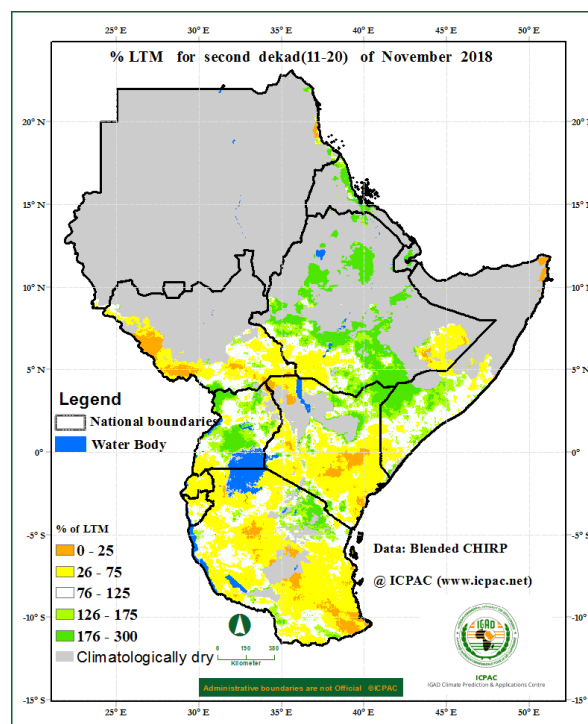 25° E 30° E 35° E 40° E 45° E 50° E
% LTM for second dekad(11-20) of November 2018
20° N
20° N
15° N
15° N
10° N
10° N
5° N
5° N
Legend
National boundaries
Water Body
0°
0°
% of LTM
0 - 25
26 - 75
76 - 125
126 - 175
176 - 300
Climatologically dry
-5° S
-5° S
Data: Blended CHIRP
@ ICPAC (www.icpac.net)
-10° S
-10° S
0 150 300
Kilometer
IGAD
ICPAC
IGAD Climate Prediction & Applications Centre
Administrative boundaries are not Official ©ICPAC
-15° S
-15° S
25° E 30° E 35° E 40° E 45° E 50° E